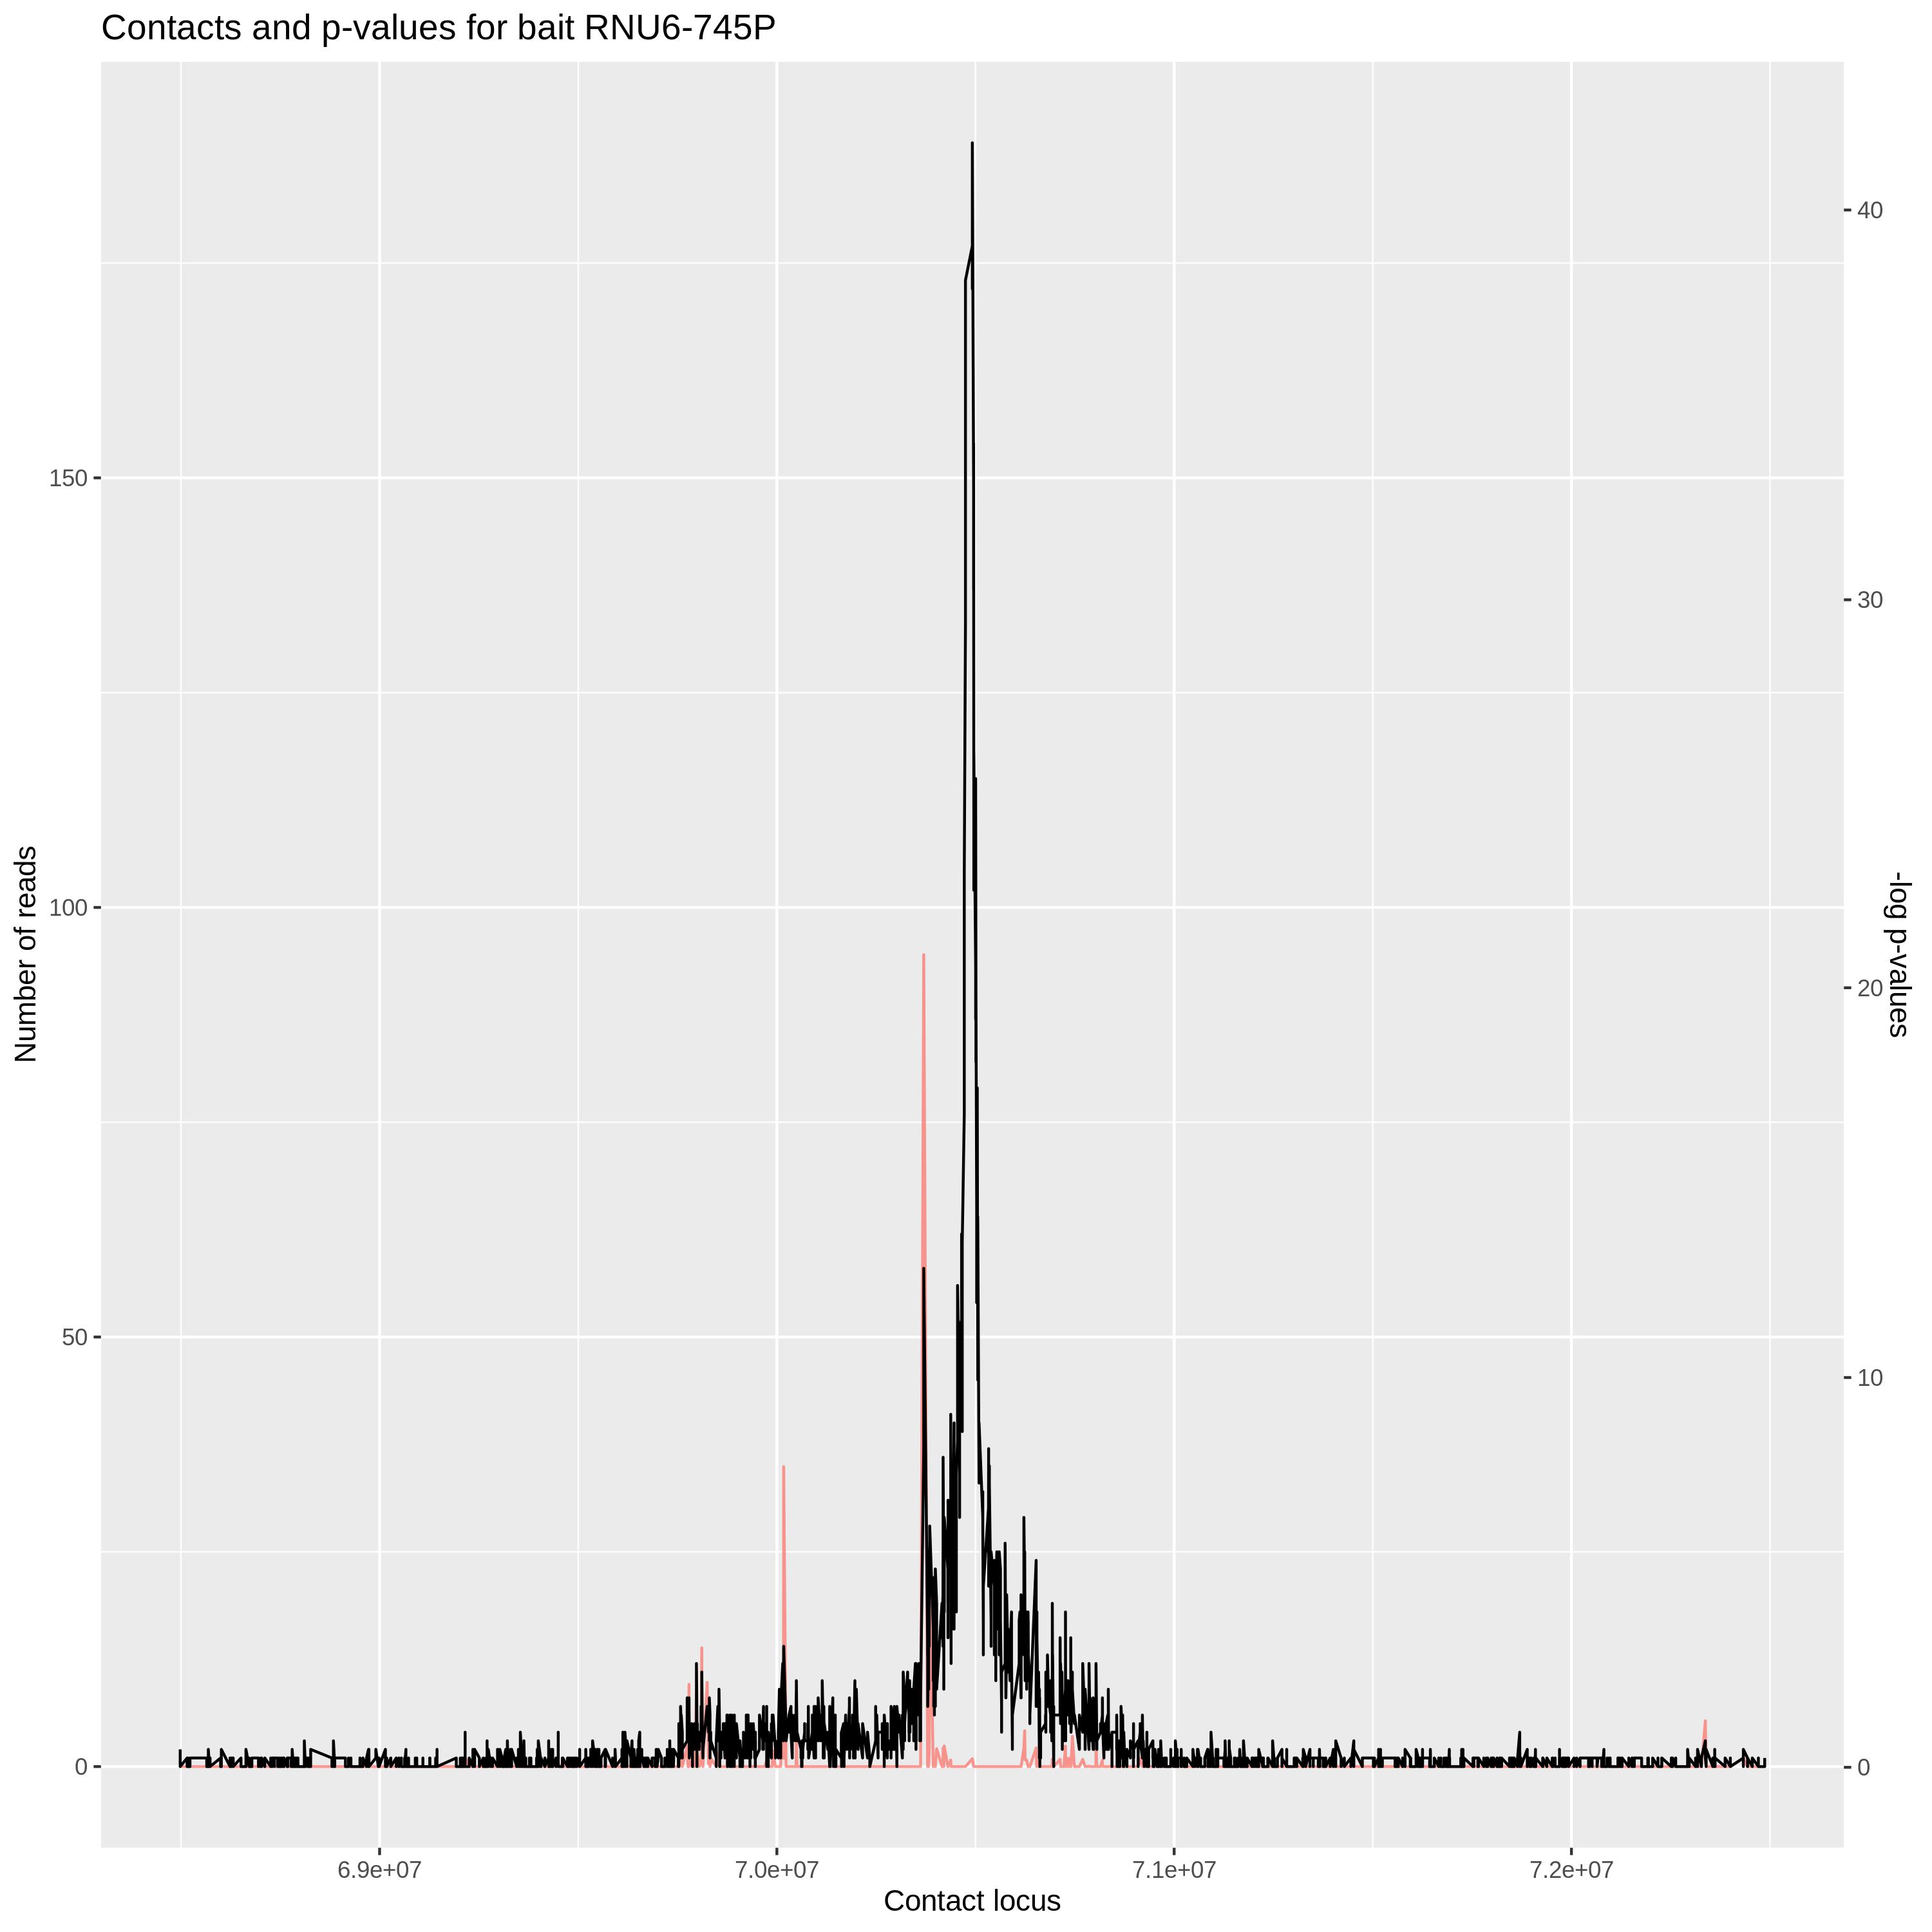 Contacts and p-values for bait RNU6-745P
Number of reads
150
100
50
0
40
30
20
10
0
-log p-values
6.9e+07 7.0e+07 7.1e+07 7.2e+07
Contact locus